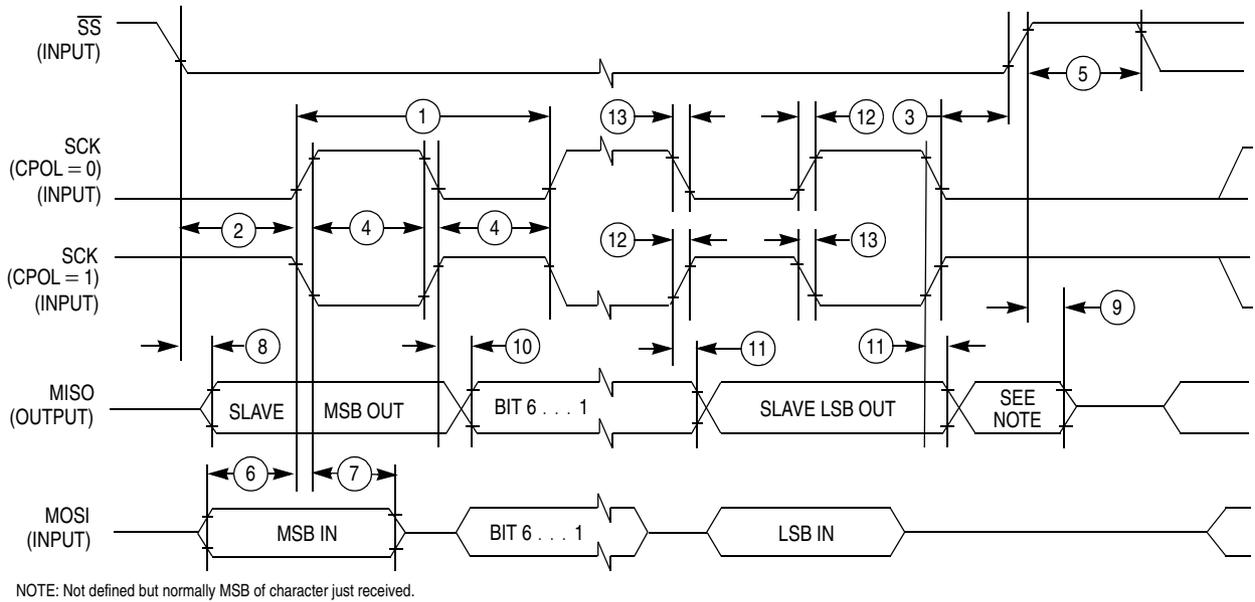 SS
(INPUT)
5
1
13
12
3
SCK
(CPOL = 0)
(INPUT)
2
4
4
12
13
SCK
(CPOL = 1)
(INPUT)
9
8
10
11
11
MISO
(OUTPUT)
SLAVE
MSB OUT
BIT 6 . . . 1
SLAVE LSB OUT
SEE
NOTE
6
7
MOSI
(INPUT)
MSB IN
BIT 6 . . . 1
LSB IN
NOTE: Not defined but normally MSB of character just received.